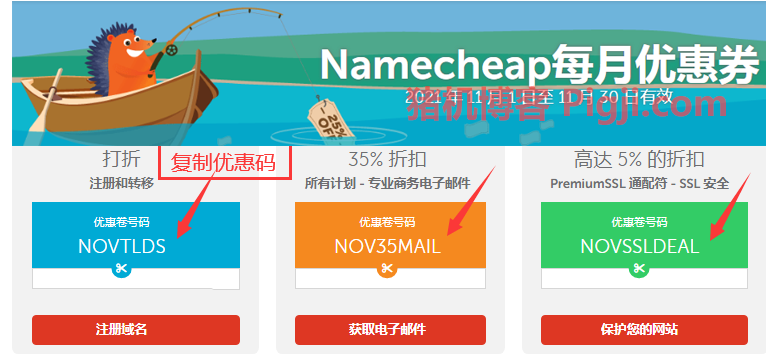 Namecheap每月优惠券
2021 年 11 月 1 日至 11 月 30 日有效
猪机博客 Pigji.com
25%
OFF
打折
复制优惠码
注册和转移
优惠卷号码
NOVTLDS
注册域名
35% 折扣
所有计划 - 专业商务电子邮件
优惠卷号码
NOV35MAIL
获取电子邮件
高达 5% 的折扣
PremiumSSL 通配符 - SSL 安全
优惠卷号码
NOVSSLDEAL
保护您的网站